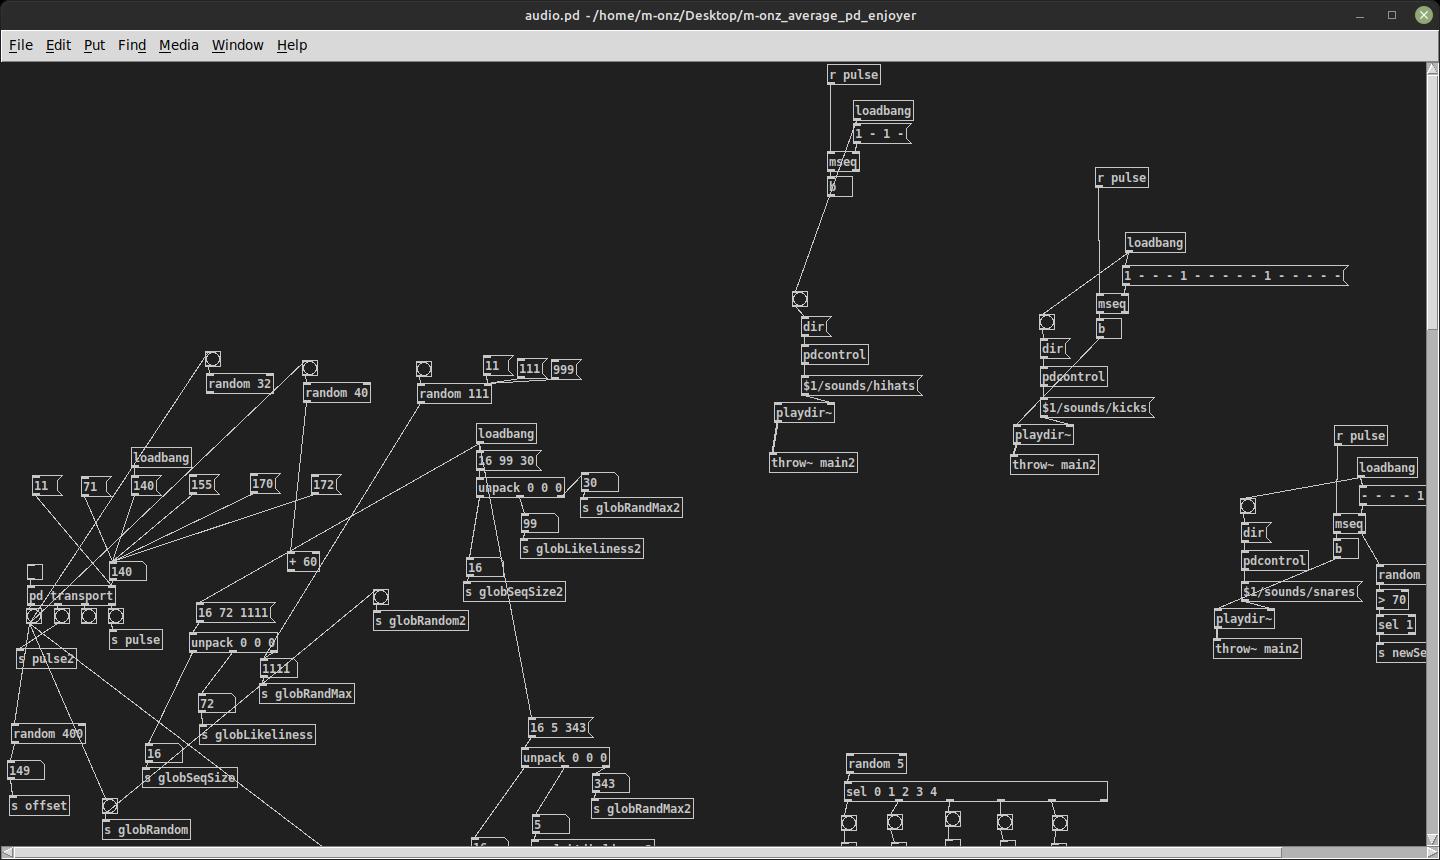 audio.pd - /home/m-onz/Desktop/m-onz_average_pd_enjoyer
File Edit Put Find Media Window Help
r pulse
loadbang
1 - 1 -
mseq
b
dir
pdcontrol
$1/sounds/hihats
playdir~
throw~ main2
r pulse
loadbang
1 - - - 1 - - - - - 1 - - - - -
mseq
b
dir
pdcontrol
$1/sounds/kicks
playdir~
throw~ main2
r pulse
loadbang
- - - - 1
mseq
b
dir
pdcontrol
$1/sounds/snares
playdir~
throw~ main2
random
> 70
sel 1
s newSe
random 32
random 40
random 111
11
111
999
loadbang
11
71
140
155
170
172
140
pd transport
s pulse
s pulse2
+ 60
loadbang
16 99 30
unpack 0 0 0
30
s globRandMax2
99
s globLikeliness2
16
s globSeqSize2
16 72 1111
unpack 0 0 0
1111
s globRandMax
72
s globLikeliness
16
s globSeqSize
s globRandom2
random 400
149
s offset
s globRandom
16 5 343
unpack 0 0 0
343
s globRandMax2
5
16
random 5
sel 0 1 2 3 4